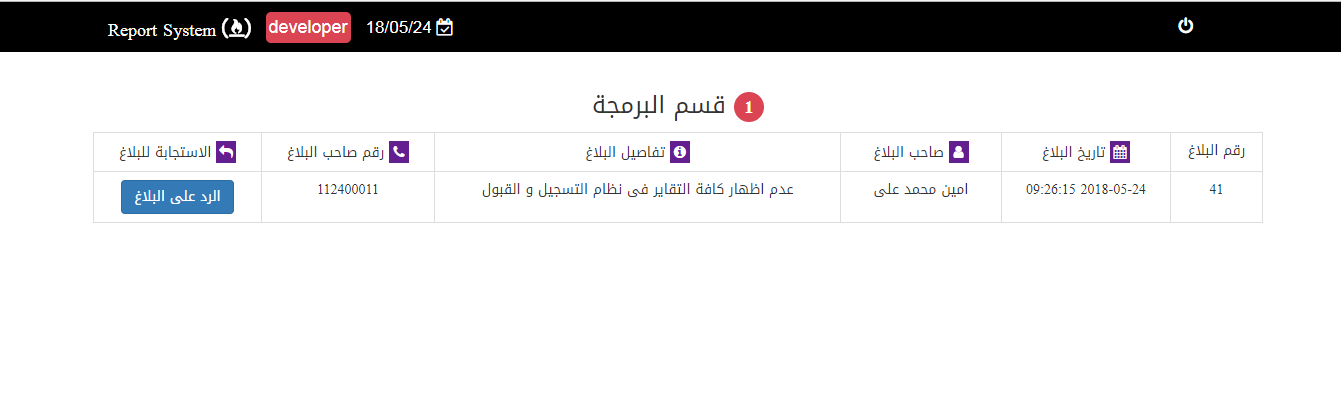 Report System developer 18/05/24
قسم البرمجة 1
رقم البلاغ تاريخ البلاغ صاحب البلاغ تفاصيل البلاغ رقم صاحب البلاغ الاستجابة للبلاغ
41 2018-05-24 09:26:15 امين محمد على عدم اظهار كافة التقاير فى نظام التسجيل و القبول 112400011 الرد على البلاغ